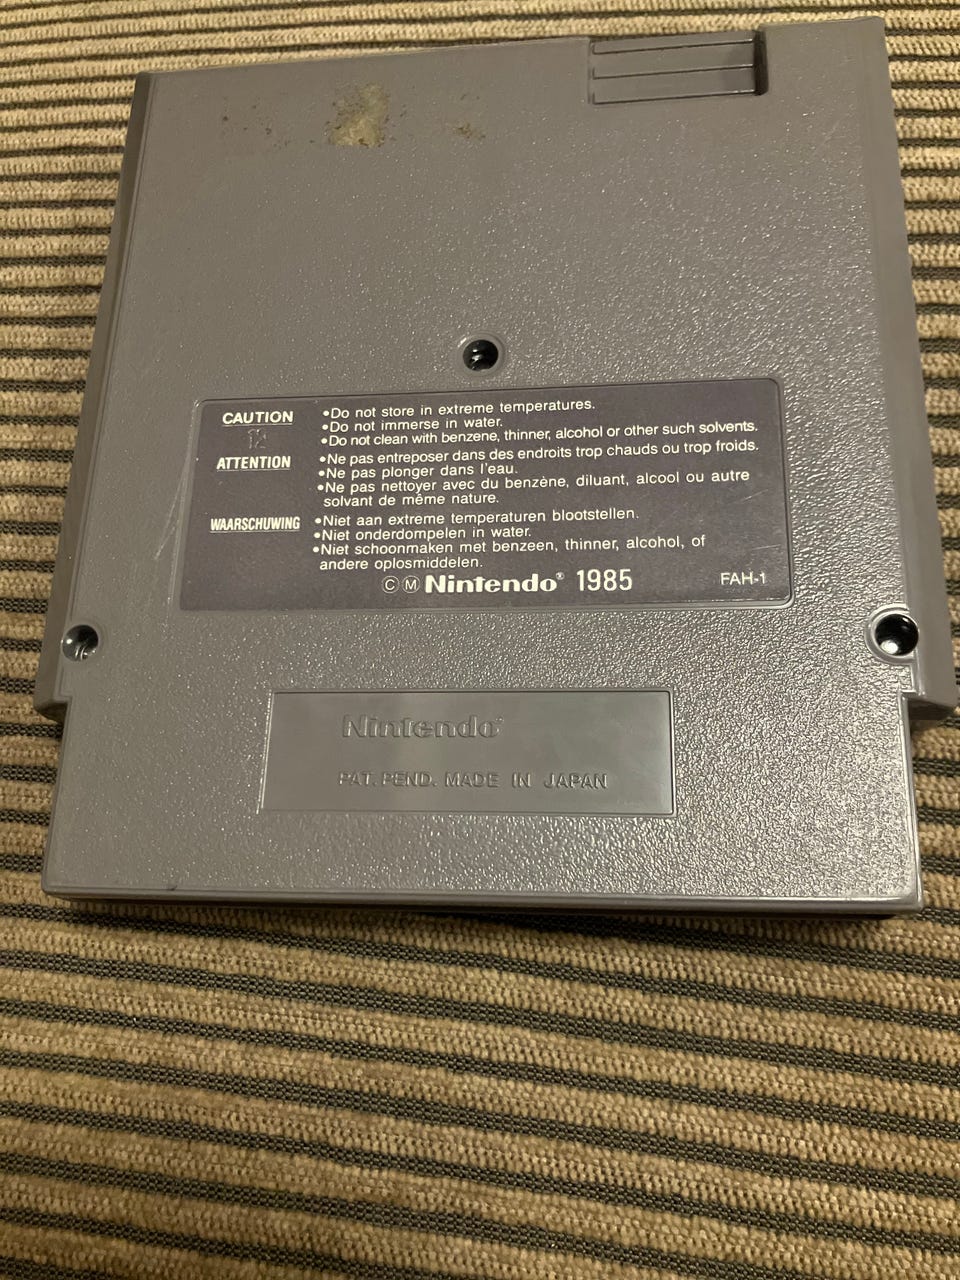 CAUTION
•Do not store in extreme temperatures.
•Do not immerse in water.
•Do not clean with benzene, thinner, alcohol or other such solvents.
ATTENTION
•Ne pas entreposer dans des endroits trop chauds ou trop froids.
•Ne pas plonger dans l'eau.
•Ne pas nettoyer avec du benzène, diluant, alcool ou autre
solvant de même nature.
WAARSCHUWING
•Niet aan extreme temperaturen blootstellen.
•Niet onderdompelen in water.
•Niet schoonmaken met benzeen, thinner, alcohol, of
andere oplosmiddelen.
ⒸⓂ Nintendo® 1985
FAH-1
Nintendo®
PAT. PEND. MADE IN JAPAN